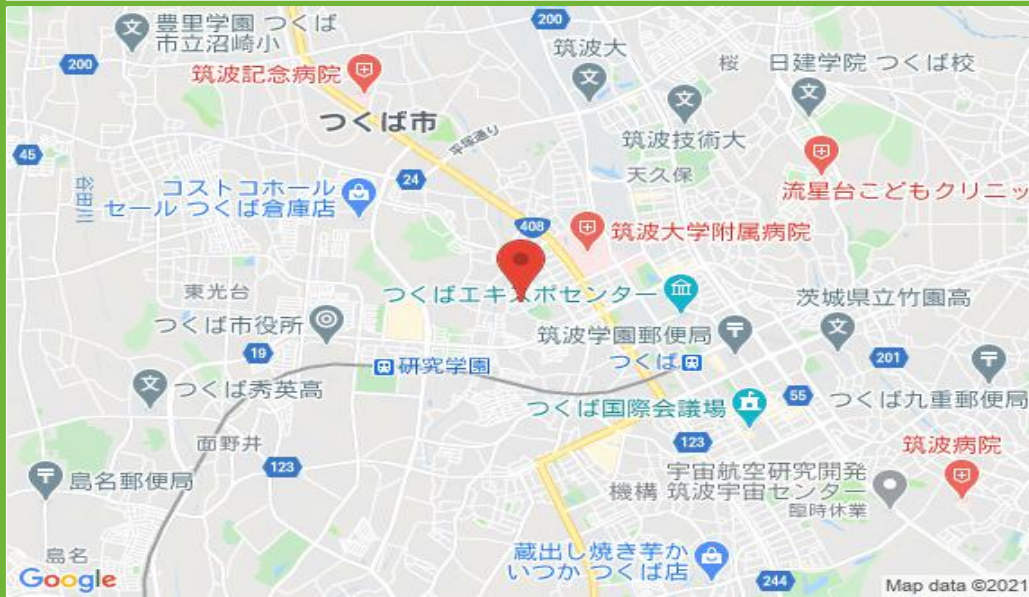 豊里学園 つくば
市立沼崎小
200
筑波大
200
筑波記念病院
桜
日建学院 つくば校
つくば市
平塚通り
筑波技術大
45
天久保
流星台こどもクリニッ
谷田川
コストコホール
セール つくば倉庫店
24
408
筑波大学附属病院
東光台
つくばエキスポセンター
茨城県立竹園高
つくば市役所
筑波学園郵便局
19
研究学園
つくば
201
つくば秀英高
つくば国際会議場
55
つくば九重郵便局
面野井
123
123
筑波病院
島名郵便局
宇宙航空研究開発
機構 筑波宇宙センター
臨時休業
島名
蔵出し焼き芋か
いつか つくば店
244
Google
Map data ©2021